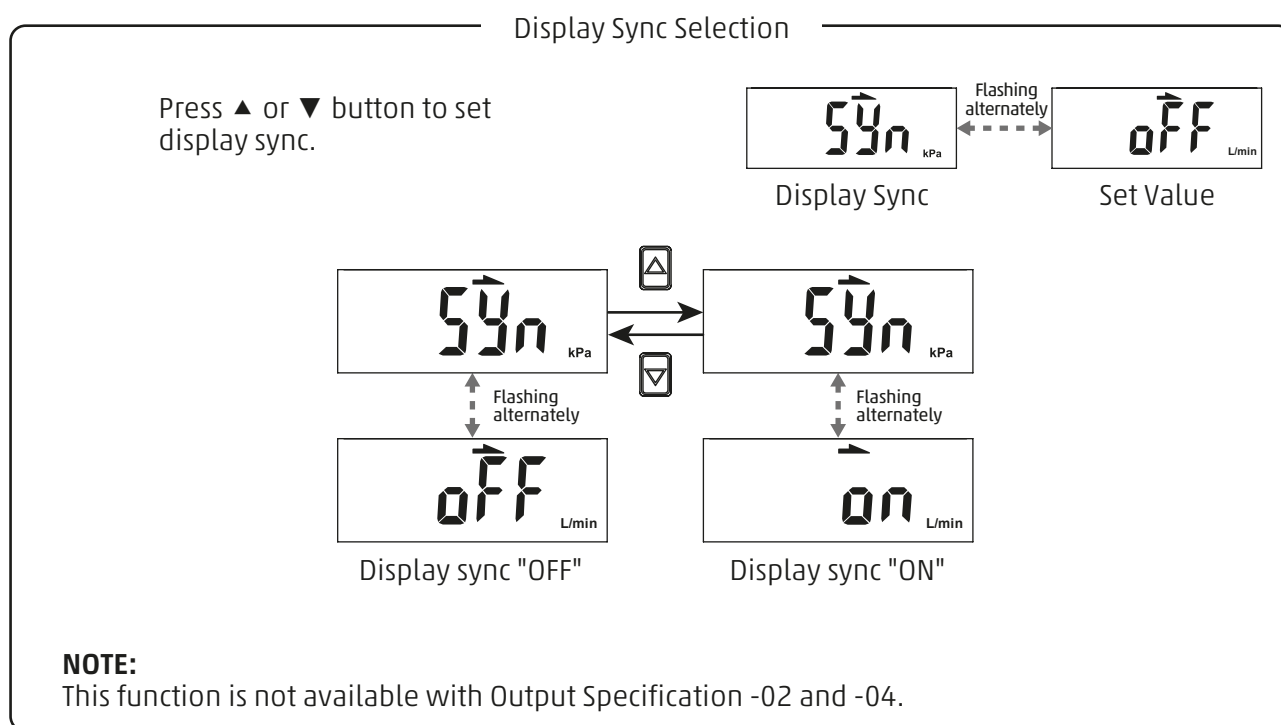 Display Sync Selection
Press ▲ or ▼ button to set
display sync.
Flashing
alternately
Syn kPa
oFF L/min
Display Sync
Set Value
Syn kPa
Syn kPa
Flashing
alternately
Flashing
alternately
oFF L/min
on L/min
Display sync "OFF"
Display sync "ON"
NOTE:
This function is not available with Output Specification -02 and -04.